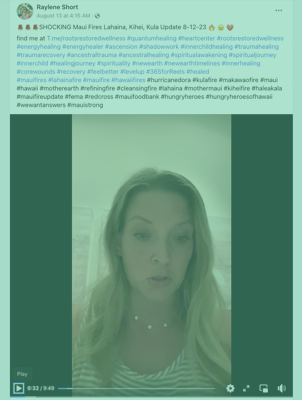 Raylene Short
August 13 at 4:15 AM
SHOCKING Maui Fires Lahaina, Kihei, Kula Update 8-12-23
find me at T.me/rootsrestoredwellness #quantumhealing #heartcenter #rootsrestoredwellness
#energyhealing #energyhealer #ascension #shadowwork #innerchildhealing #traumahealing
#traumarecovery #ancestraltrauma #ancestralhealing #spiritualawakening #spiritualjourney
#innerchild #healingjourney #spirituality #newearth #newearthtimelines #innerhealing
#corewounds #recovery #feelbetter #levelup #365forReels #healed
#mauifires #lahainafire #mauifire #hawaiifires #hurricanedora #kulafire #makawaofire #maui
#hawaii #motherearth #refiningfire #cleansingfire #lahaina #mothermaui #kiheifire #haleakala
#mauifireupdate #fema #redcross #mauifoodbank #hungryheroes #hungryheroesofhawaii
#wewantanswers #mauistrong
Play
0:32 / 9:49